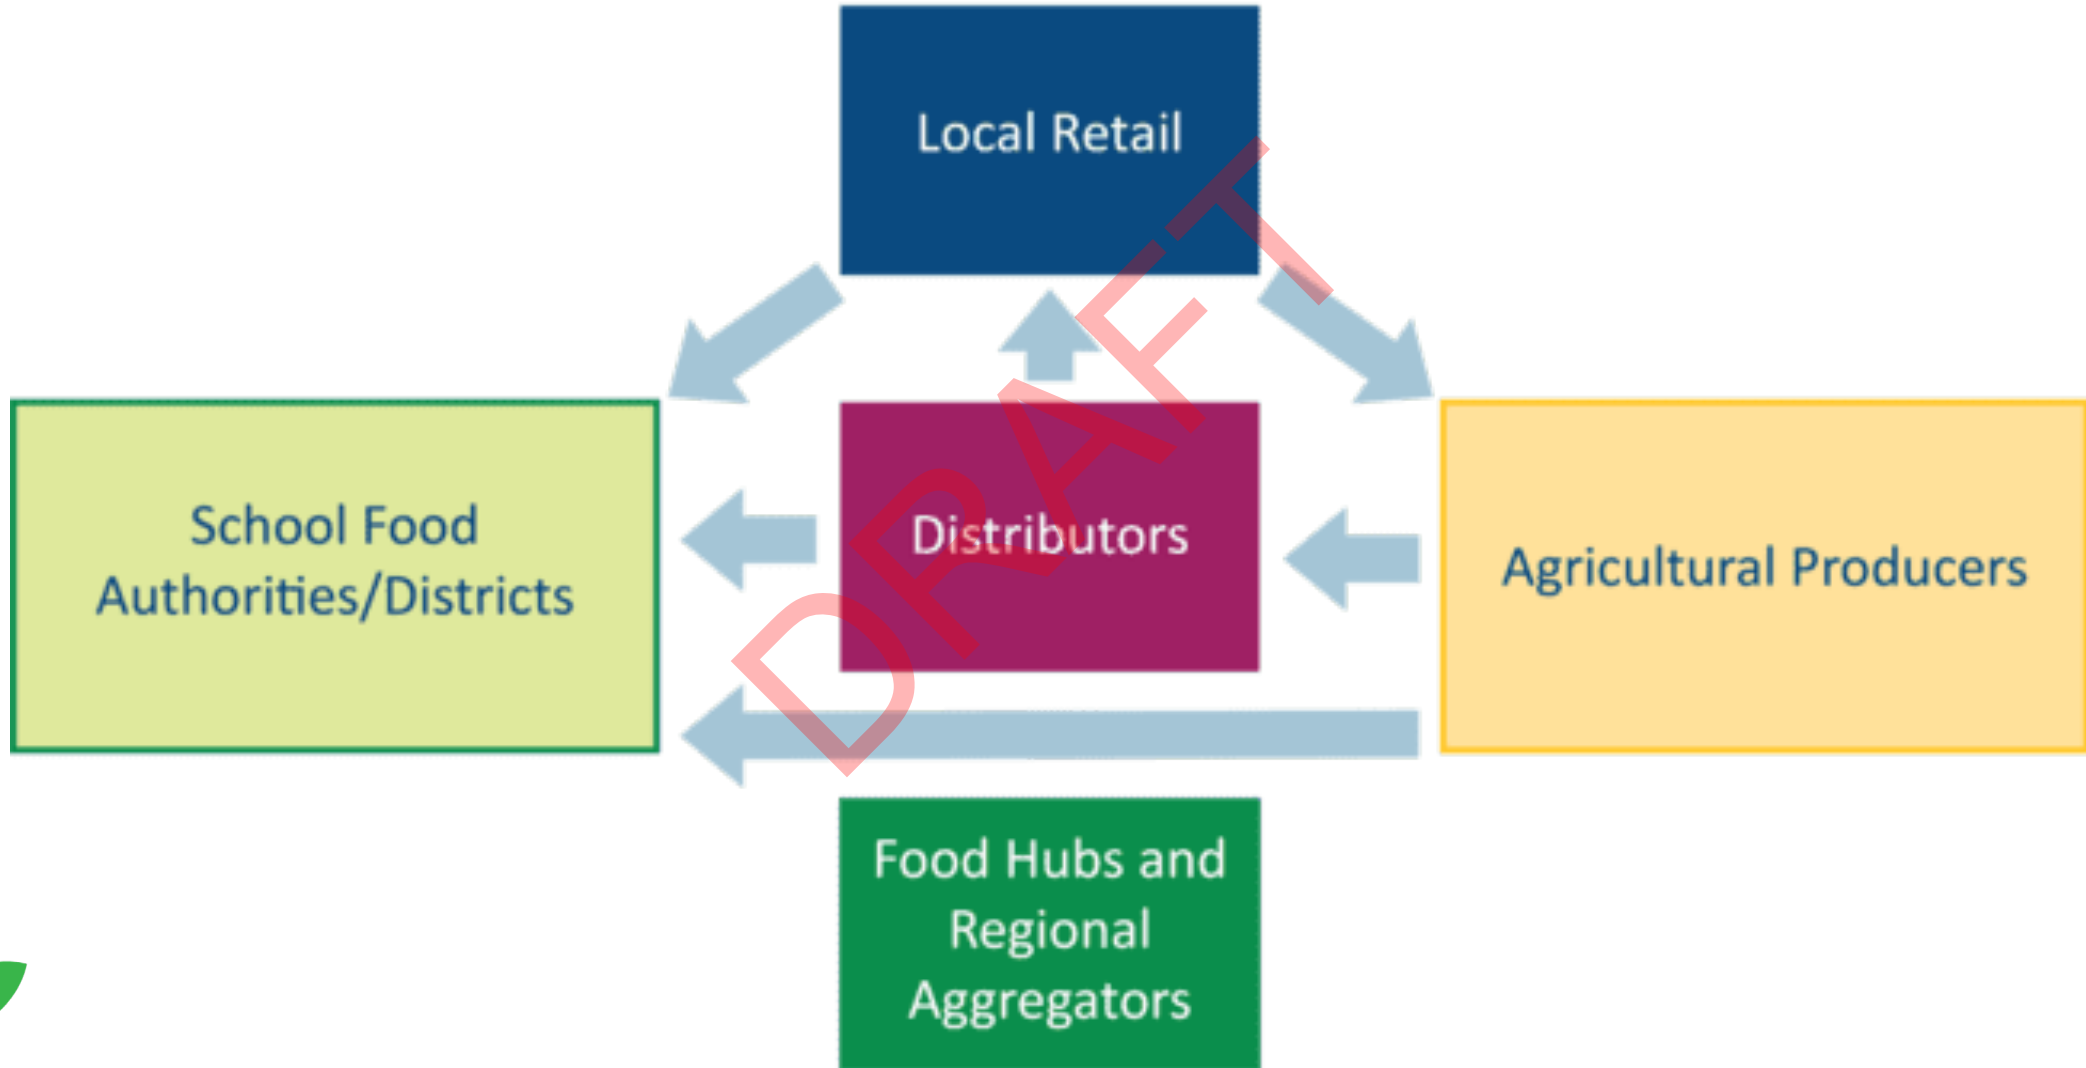 Local Retail
School Food
Authorities/Districts
Distributors
Agricultural Producers
Food Hubs and
Regional
Aggregators
DRAFT